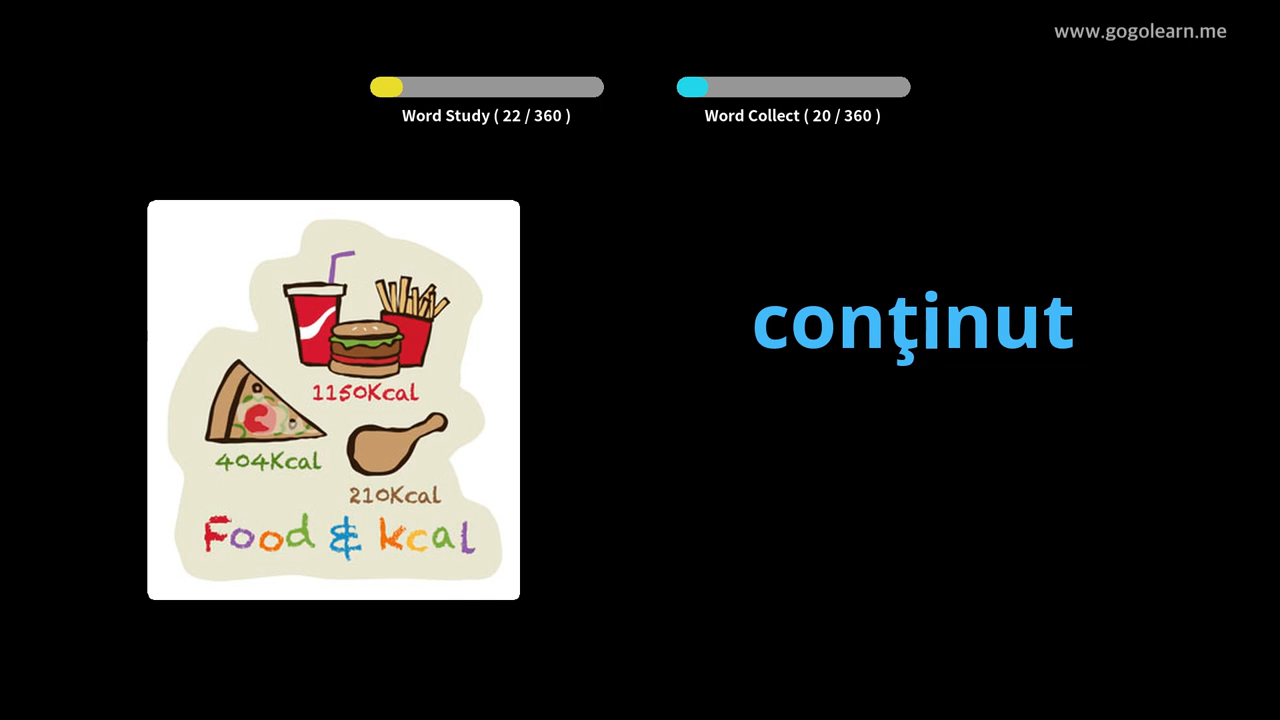 www.gogolearn.me
Word Study ( 22 / 360 )
Word Collect ( 20 / 360 )
conţinut
1150Kcal
404Kcal
210Kcal
Food & kcal